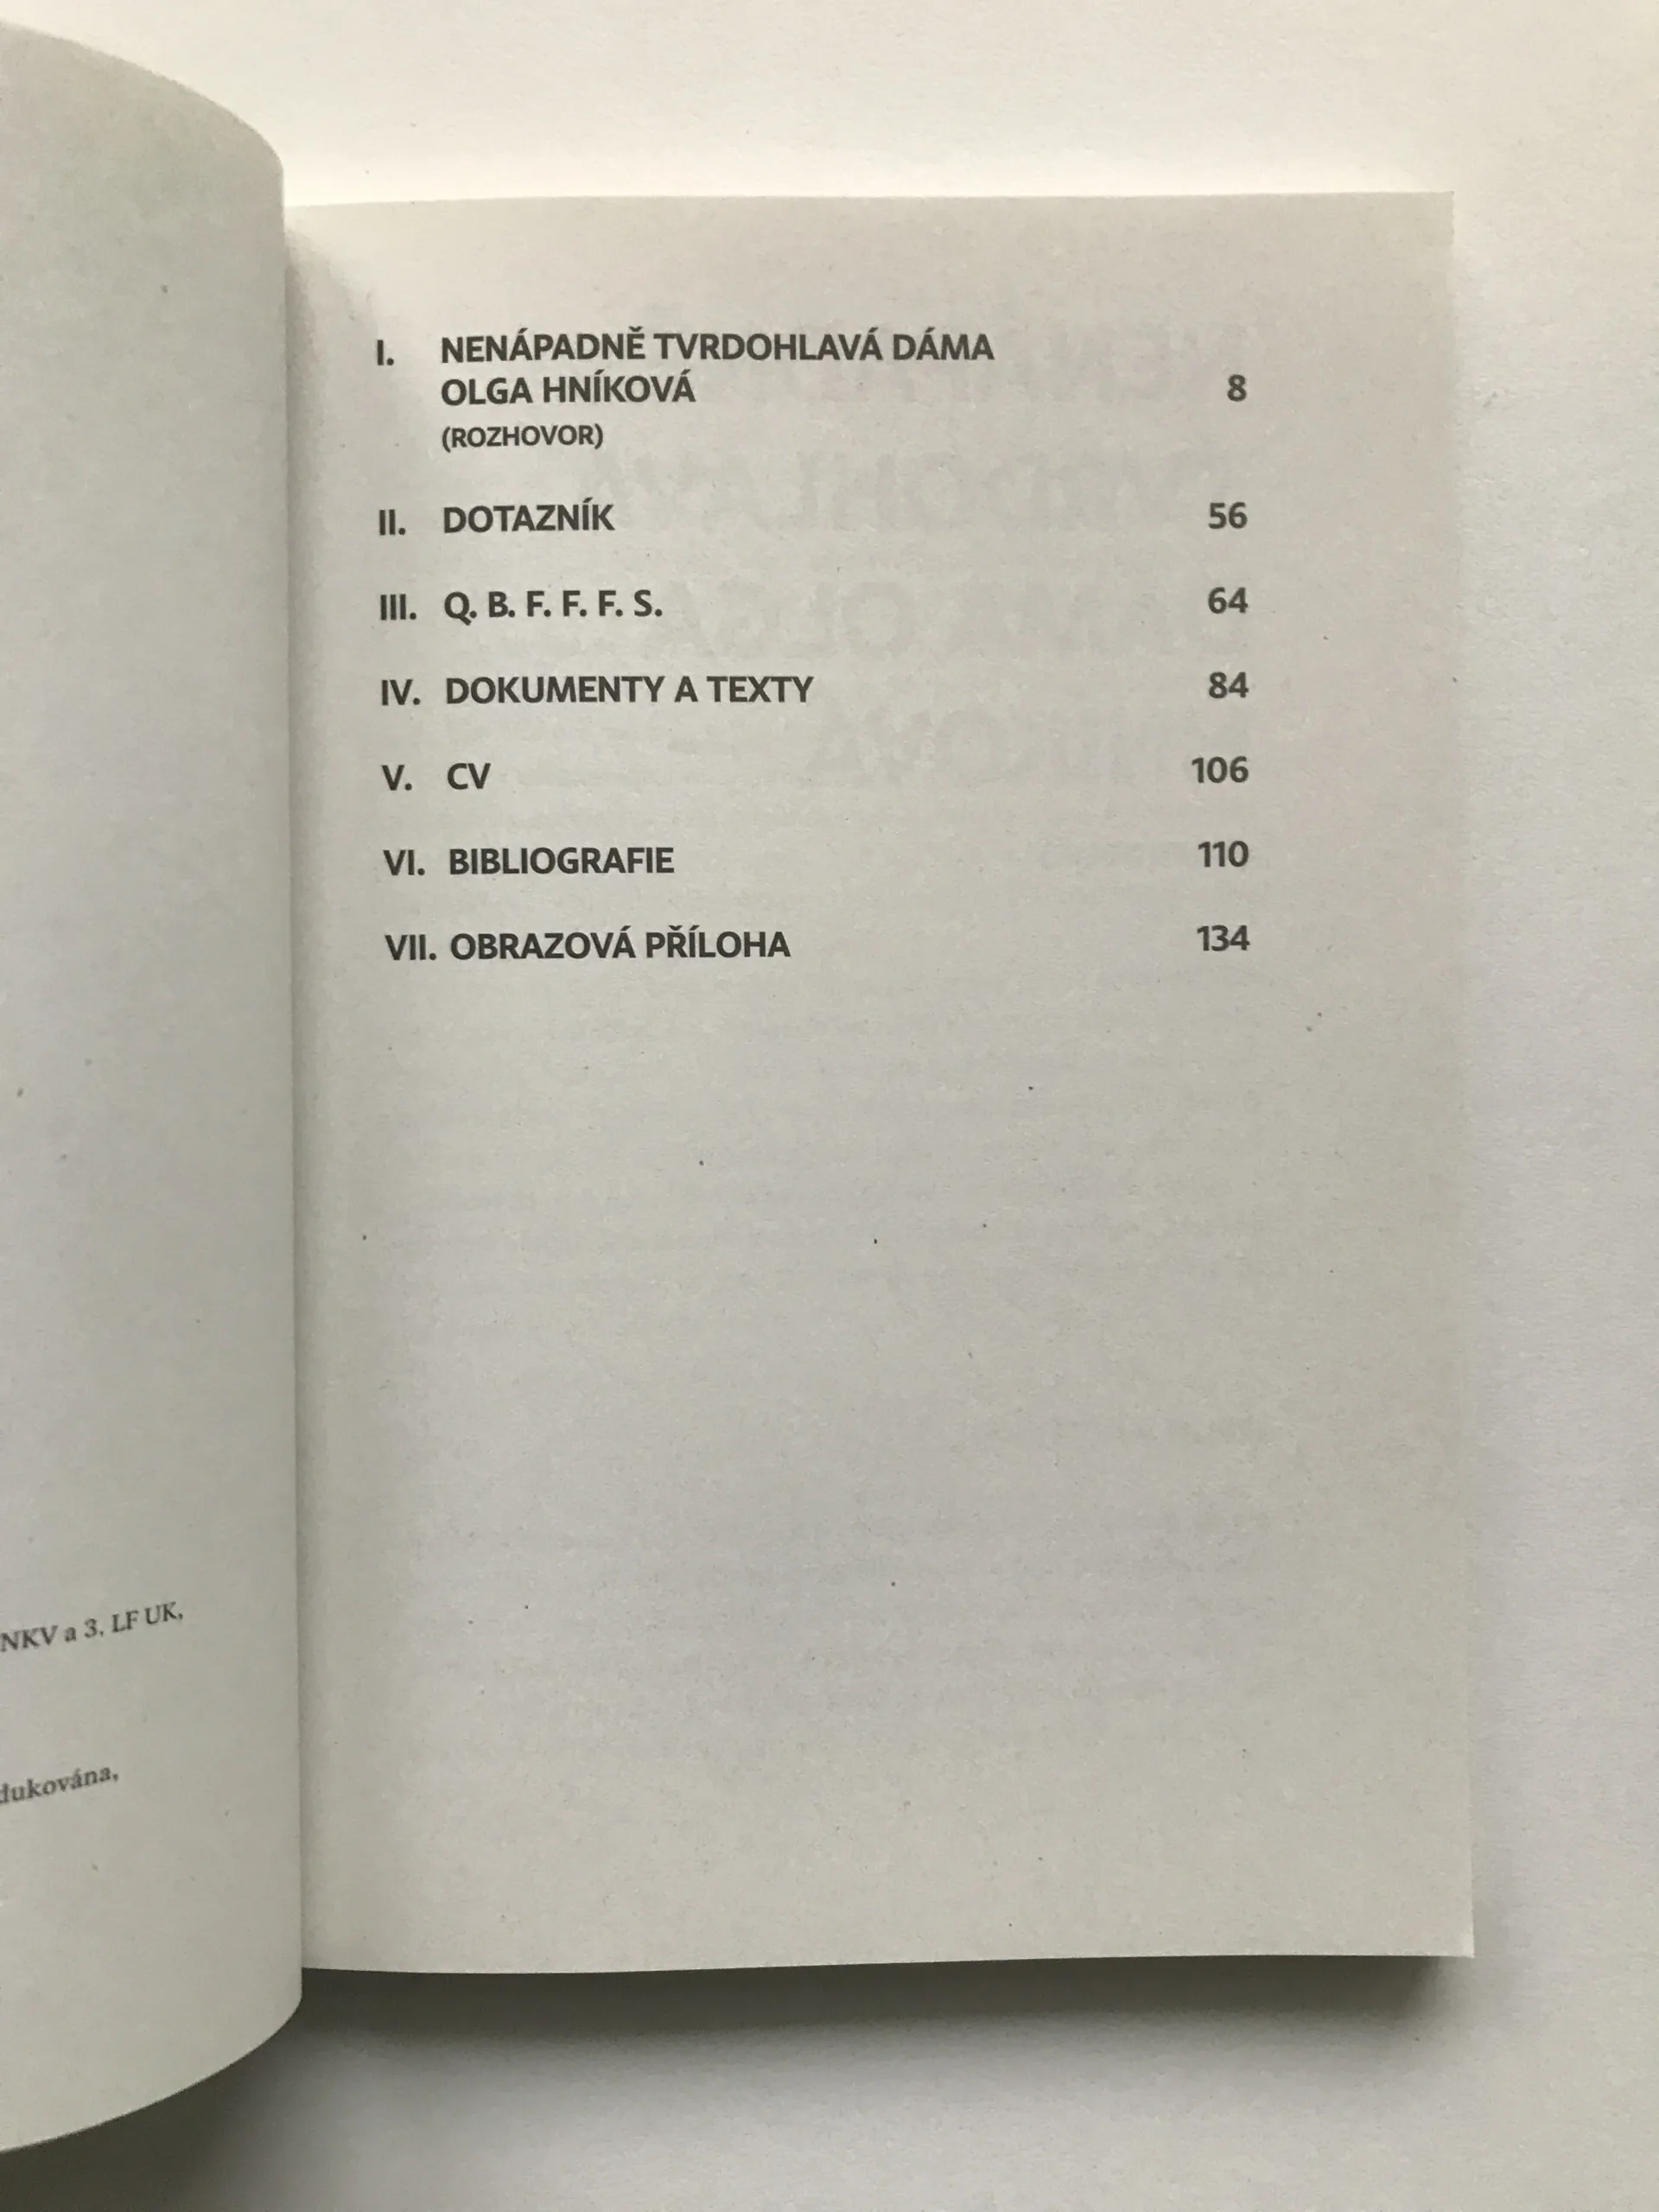 NKV a 3. LF UK,
dukována,
I. NENÁPADNĚ TVRDOHLAVÁ DÁMA
OLGA HNÍKOVÁ 8
(ROZHOVOR)
II. DOTAZNÍK 56
III. Q. B. F. F. F. S. 64
IV. DOKUMENTY A TEXTY 84
V. CV 106
VI. BIBLIOGRAFIE 110
VII. OBRAZOVÁ PŘÍLOHA 134